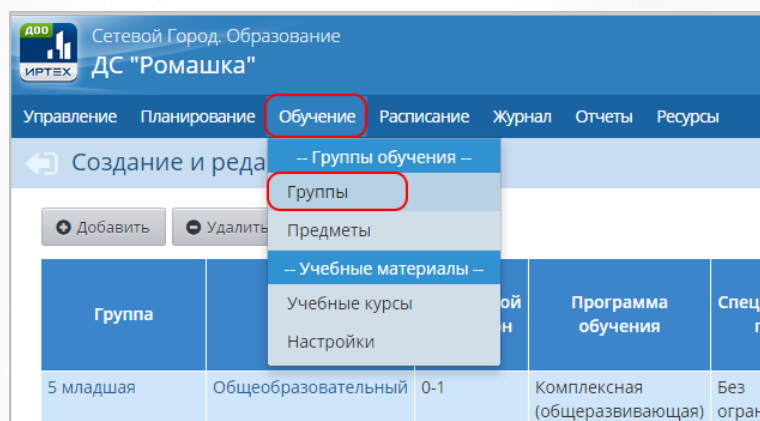 ДОО
ИРТЕХ
Сетевой Город. Образование
ДС "Ромашка"
Управление Планирование Обучение Расписание Журнал Отчеты Ресурсы
Создание и реда
-- Группы обучения --
Группы
Предметы
-- Учебные материалы --
Учебные курсы
Настройки
Добавить Удалить
Группа
Программа
обучения
5 младшая Общеобразовательный 0-1 Комплексная
(общеразвивающая)
Без